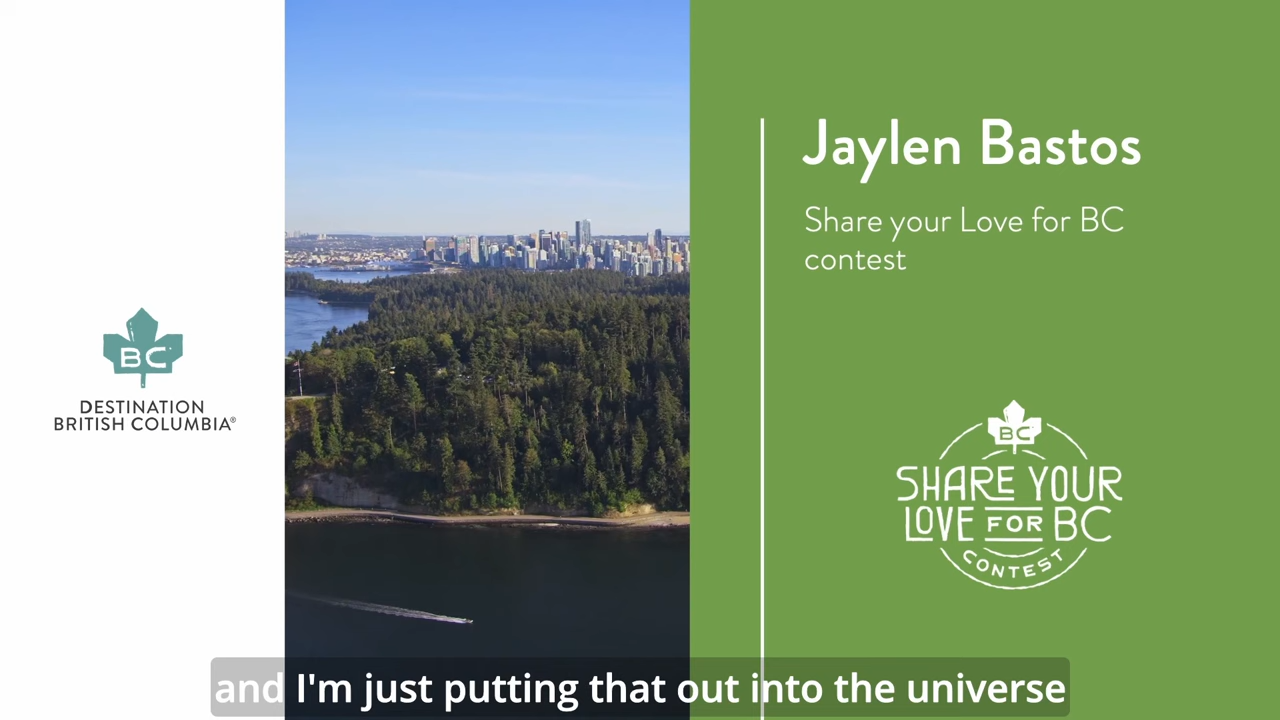 BC
DESTINATION
BRITISH COLUMBIA®
Jaylen Bastos
Share your Love for BC
contest
BC
SHARE YOUR
LOVE FOR BC
CONTEST
and I'm just putting that out into the universe